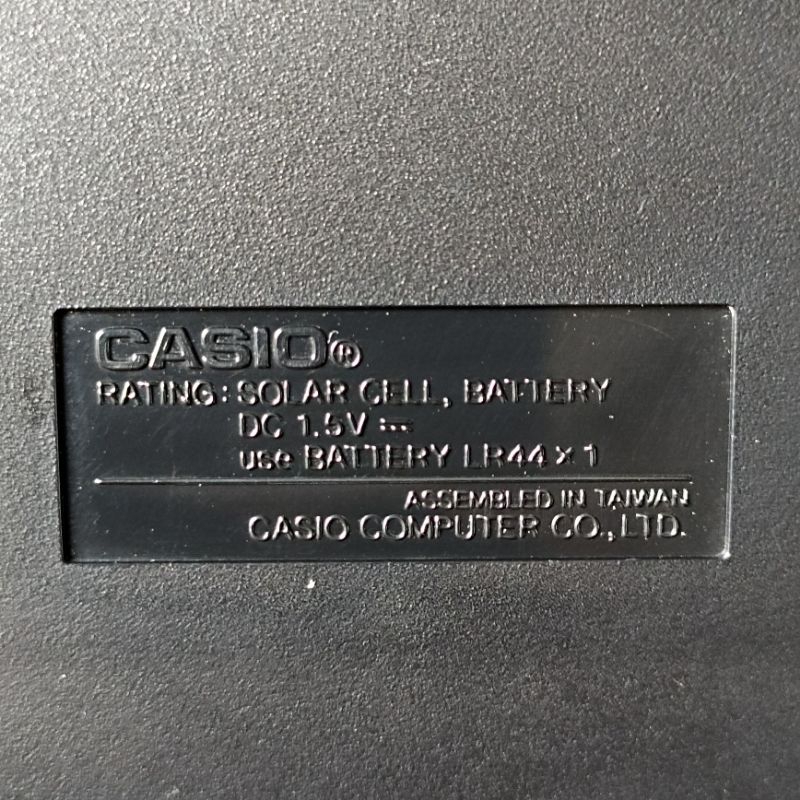 CASIO®
RATING: SOLAR CELL, BATTERY
DC 1.5V ⎓
use BATTERY LR44 x 1
ASSEMBLED IN TAIWAN
CASIO COMPUTER CO., LTD.